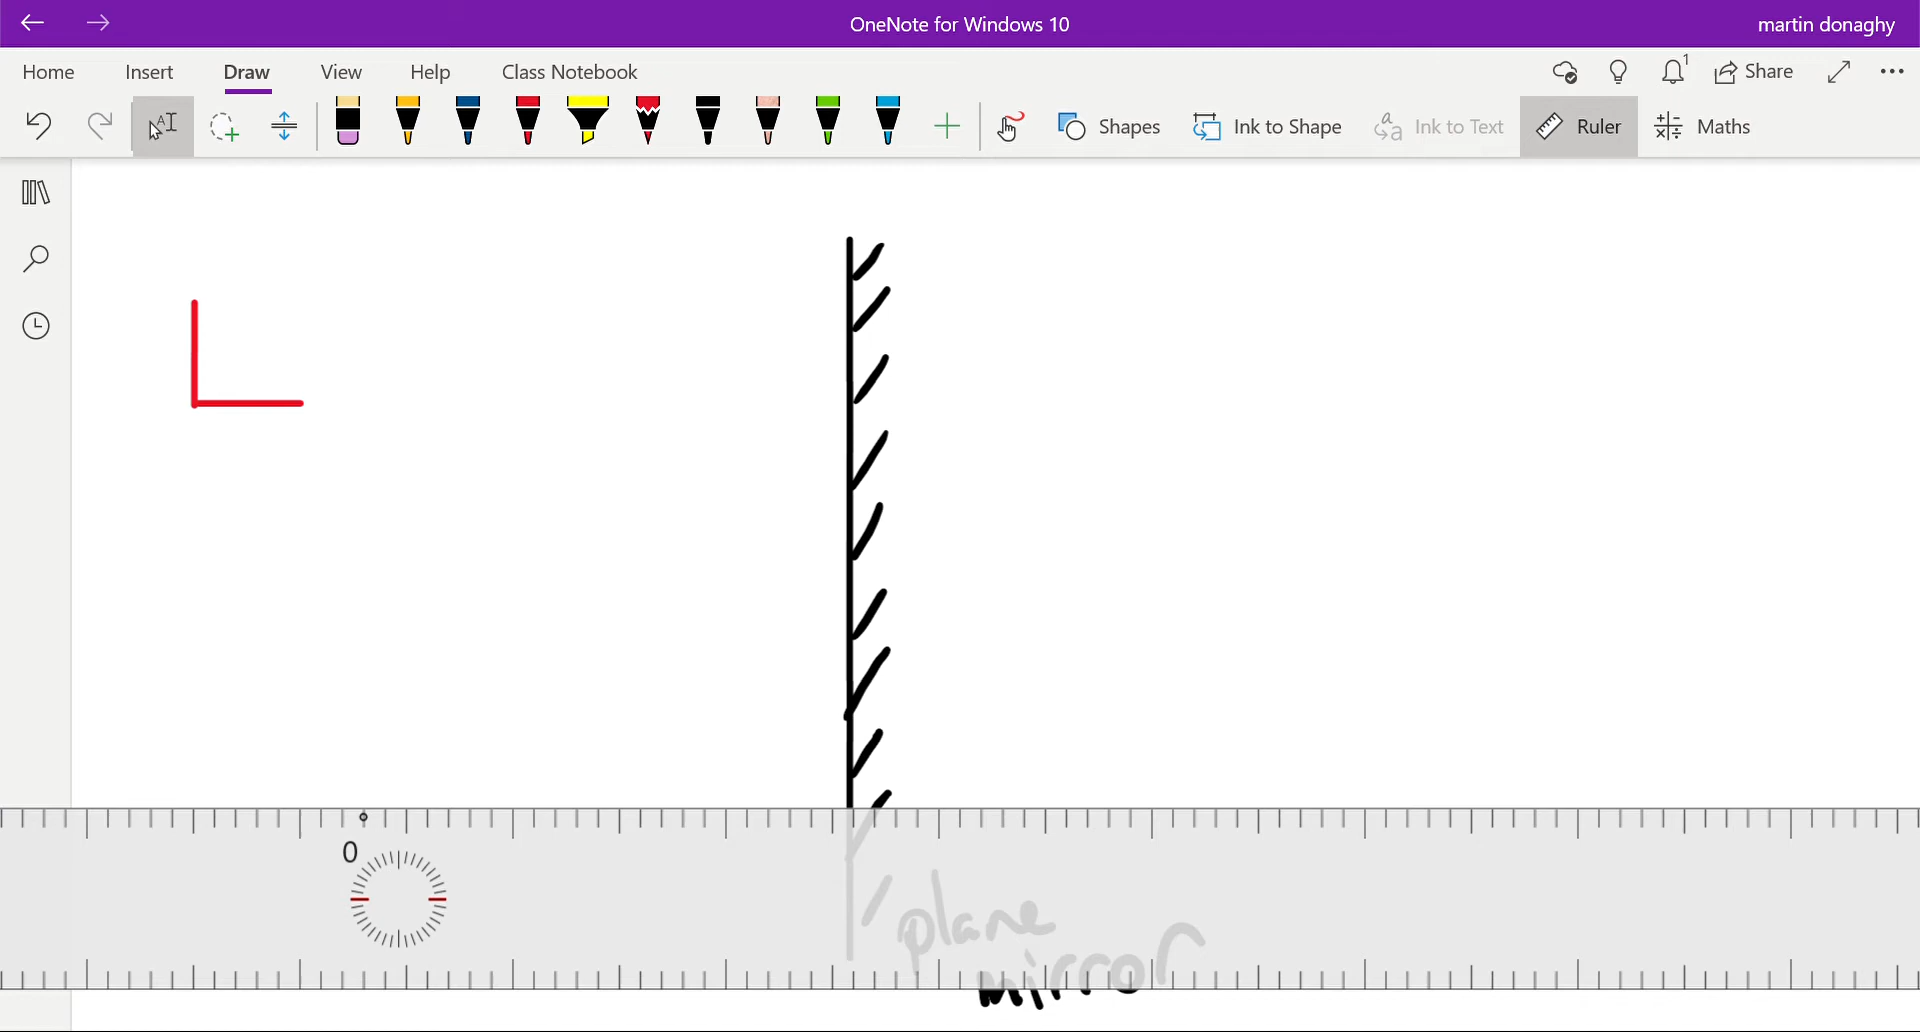 OneNote for Windows 10 martin donaghy
Home Insert Draw View Help Class Notebook 1 Share
Shapes Ink to Shape Ink to Text Ruler Maths
0
plane
mirror